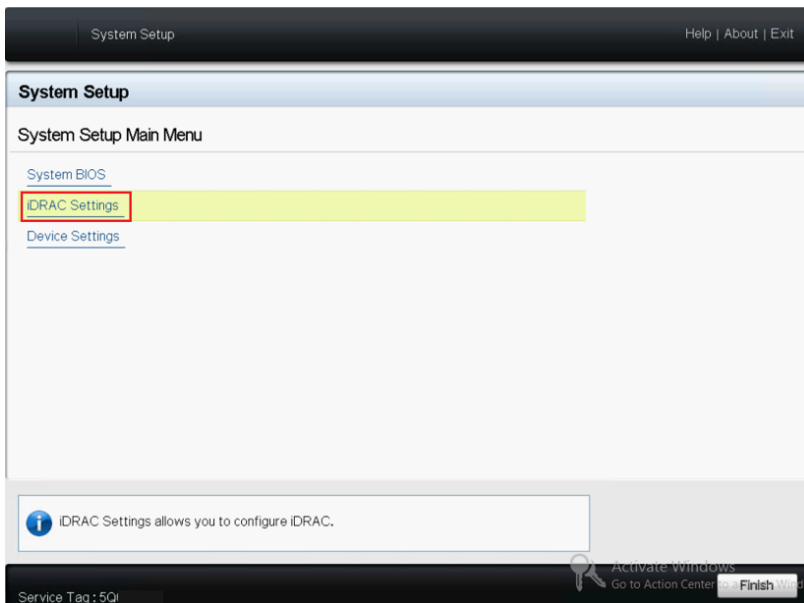 System Setup
Help | About | Exit
System Setup
System Setup Main Menu
System BIOS
iDRAC Settings
Device Settings
iDRAC Settings allows you to configure iDRAC.
Activate Windows
Go to Action Center to a
Finish
Service Tag : 5Q